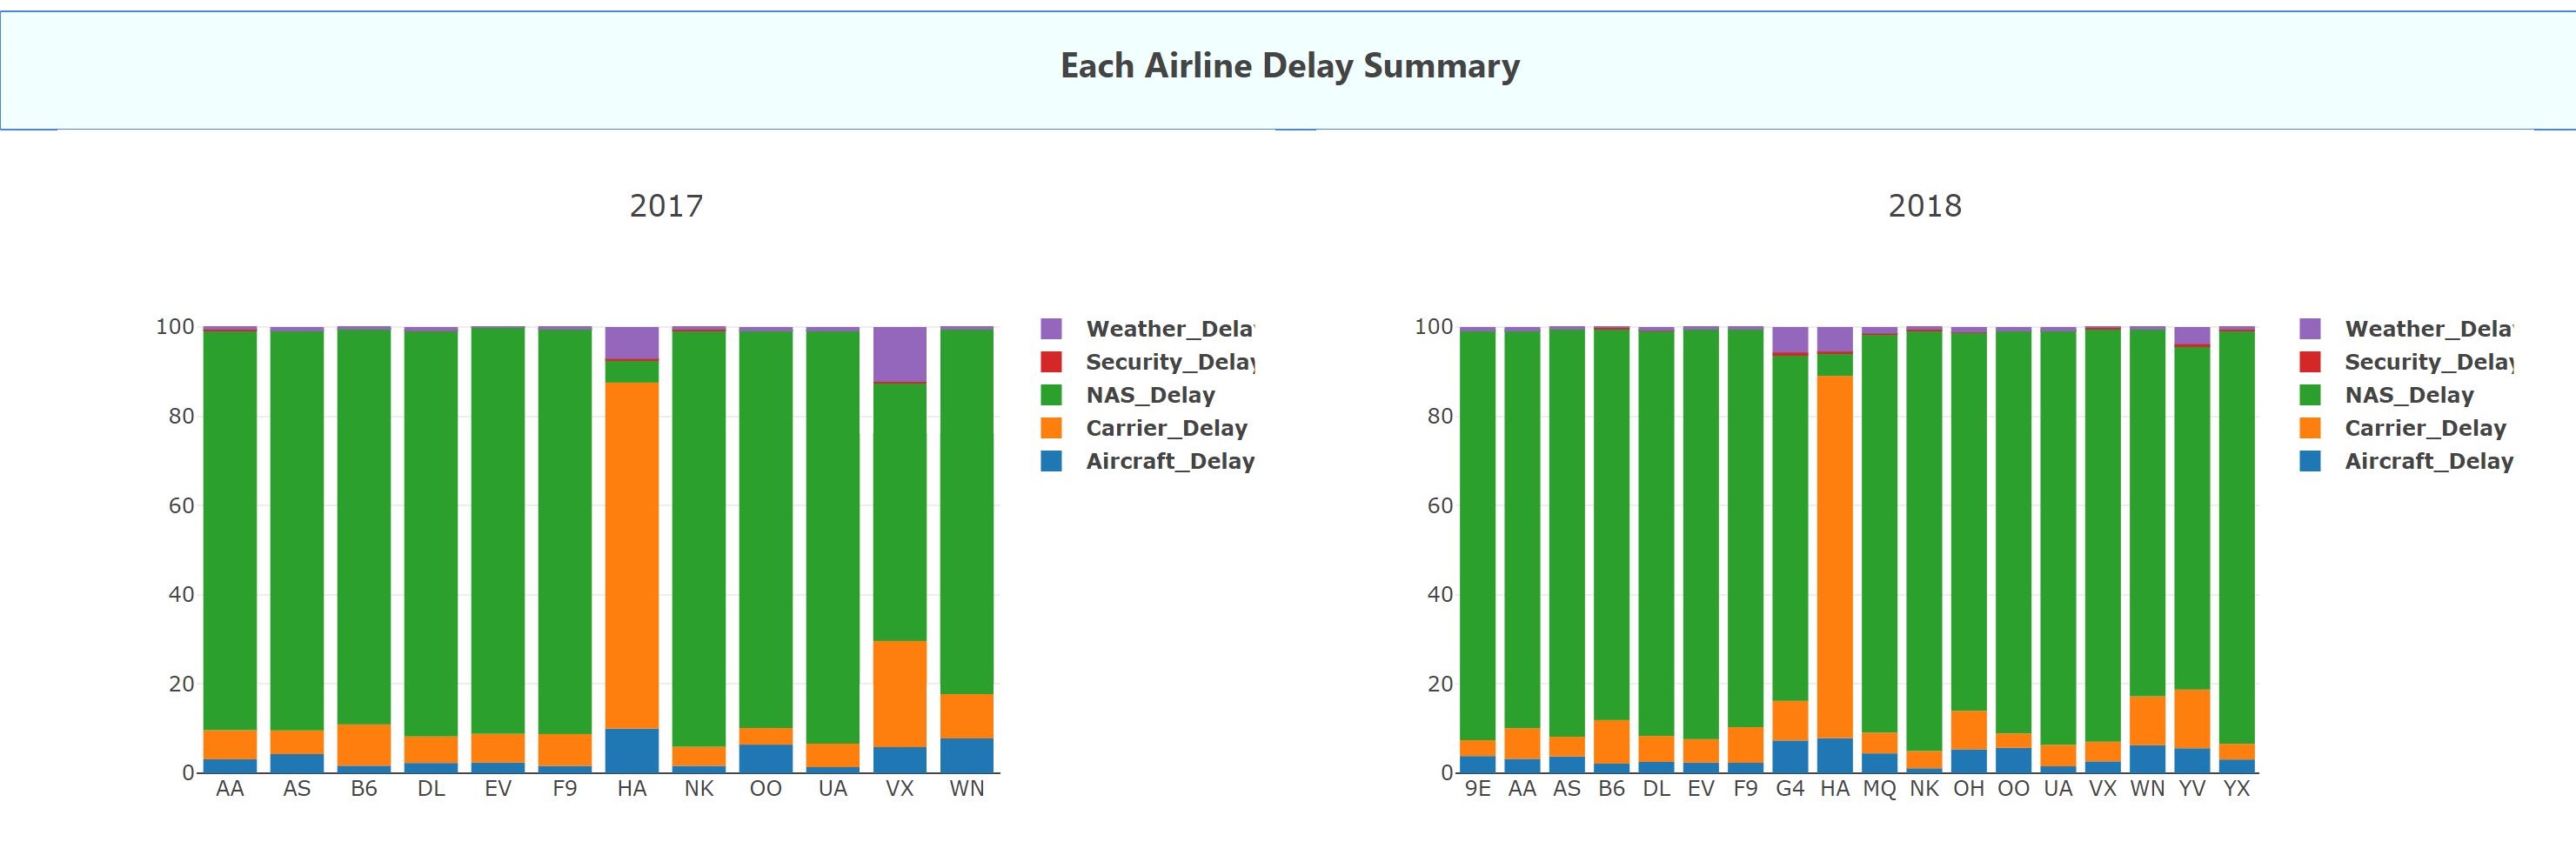 Each Airline Delay Summary
2017
100
80
60
40
20
0
AA AS B6 DL EV F9 HA NK OO UA VX WN
Weather_Dela
Security_Delay
NAS_Delay
Carrier_Delay
Aircraft_Delay
2018
100
80
60
40
20
0
9E AA AS B6 DL EV F9 G4 HA MQ NK OH OO UA VX WN YV YX
Weather_Dela
Security_Delay
NAS_Delay
Carrier_Delay
Aircraft_Delay